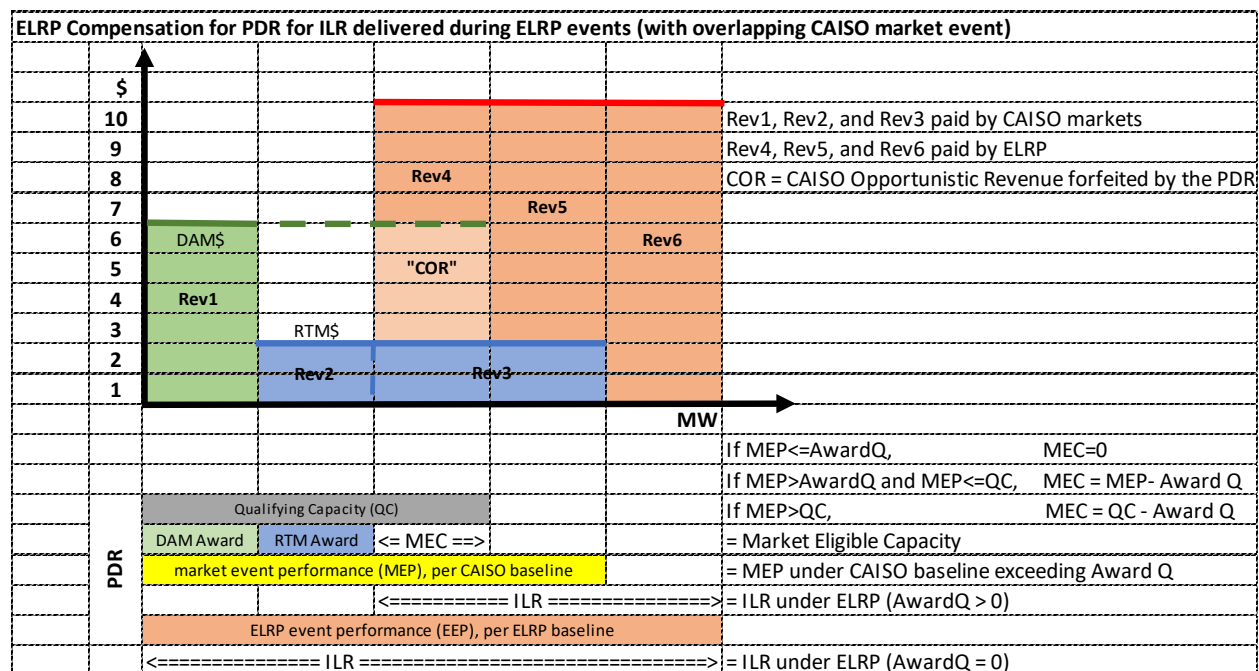 ELRP Compensation for PDR for ILR delivered during ELRP events (with overlapping CAISO market event)
$
10 Rev1, Rev2, and Rev3 paid by CAISO markets
9 Rev4, Rev5, and Rev6 paid by ELRP
8 Rev4 COR = CAISO Opportunistic Revenue forfeited by the PDR
7 Rev5
6 DAM$ Rev6
5 "COR"
4 Rev1
3 RTM$
2
Rev2 Rev3
1
MW
If MEP<=AwardQ, MEC=0
If MEP>AwardQ and MEP<=QC, MEC = MEP- Award Q
Qualifying Capacity (QC) If MEP>QC, MEC = QC - Award Q
DAM Award RTM Award <= MEC ==> = Market Eligible Capacity
PDR
market event performance (MEP), per CAISO baseline = MEP under CAISO baseline exceeding Award Q
<=========== ILR ===============> = ILR under ELRP (AwardQ > 0)
ELRP event performance (EEP), per ELRP baseline
<============== ILR ==================================> = ILR under ELRP (AwardQ = 0)